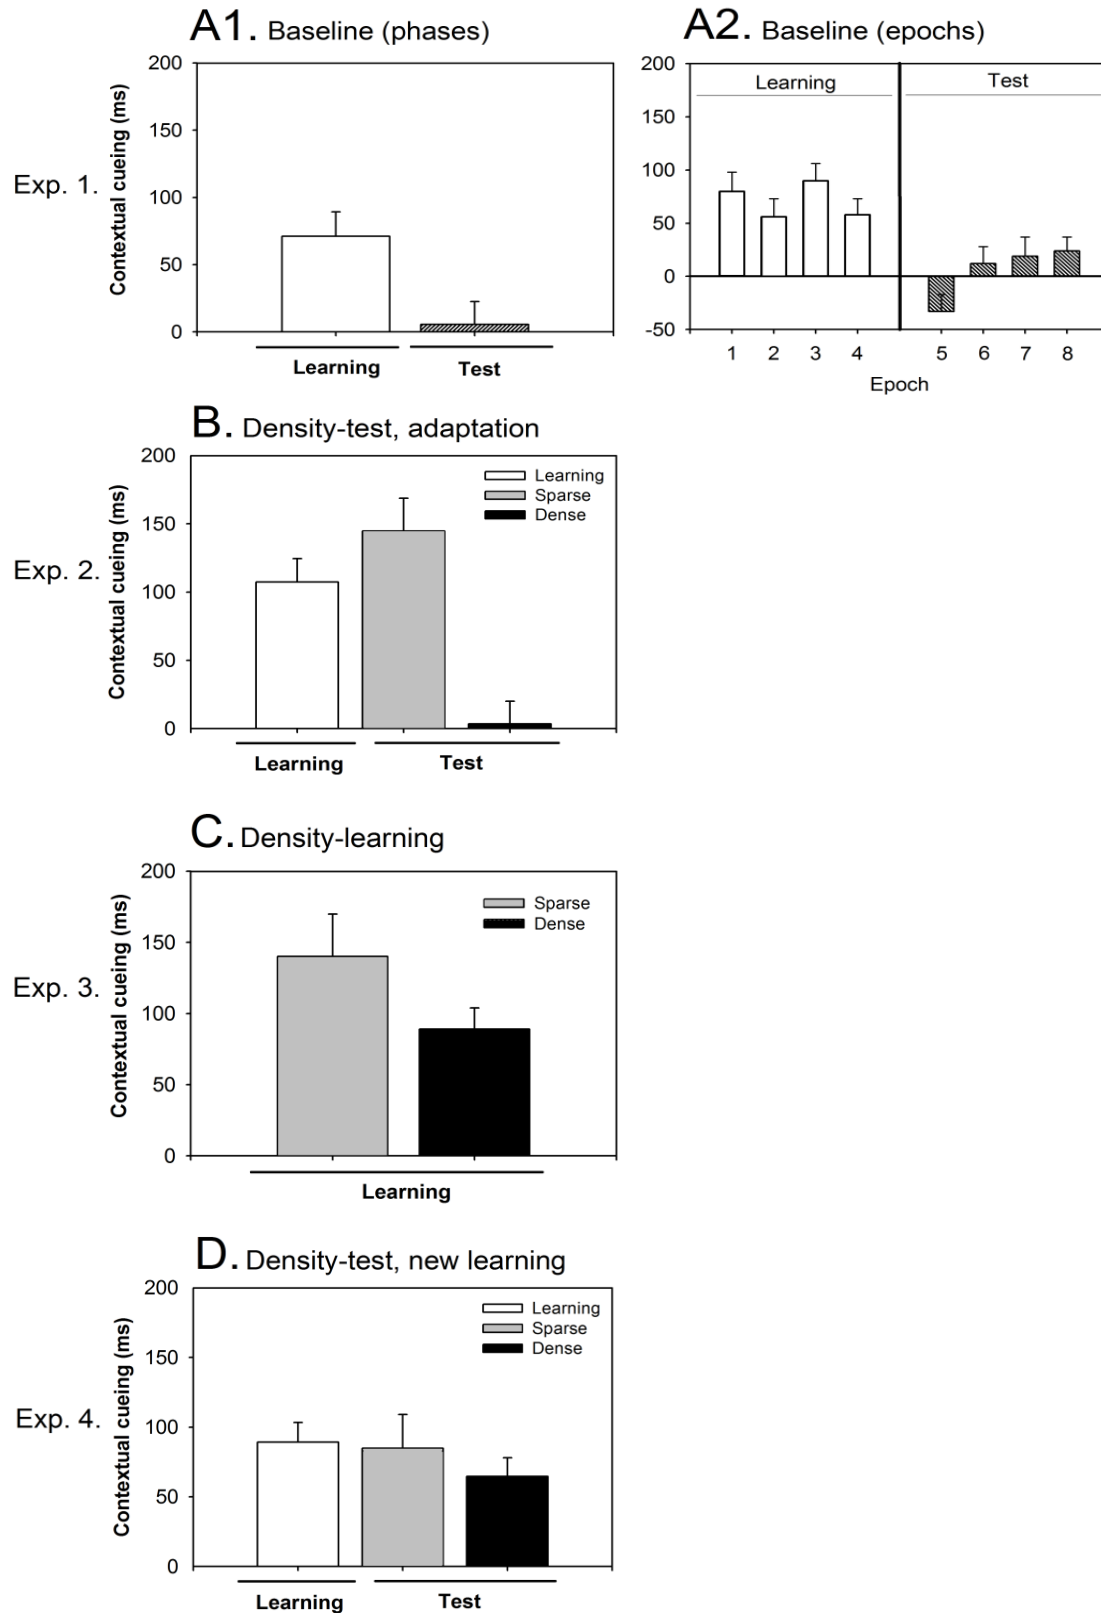 A1. Baseline (phases)
A2. Baseline (epochs)
Exp. 1.
Contextual cueing (ms)
200
150
100
50
0
Learning
Test
200
150
100
50
0
-50
Learning
Test
1 2 3 4 5 6 7 8
Epoch
B. Density-test, adaptation
Exp. 2.
Contextual cueing (ms)
200
150
100
50
0
Learning
Sparse
Dense
Learning
Test
C. Density-learning
Exp. 3.
Contextual cueing (ms)
200
150
100
50
0
Sparse
Dense
Learning
D. Density-test, new learning
Exp. 4.
Contextual cueing (ms)
200
150
100
50
0
Learning
Sparse
Dense
Learning
Test